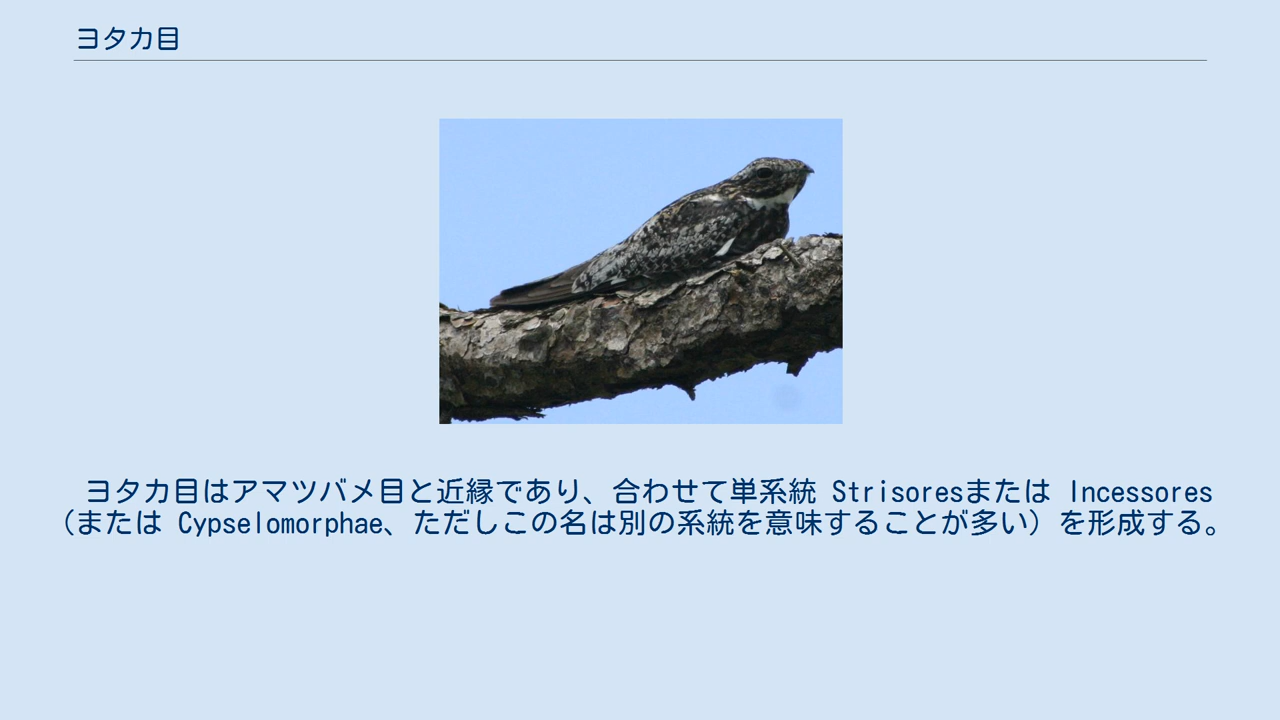 ヨタカ目
ヨタカ目はアマツバメ目と近縁であり、合わせて単系統 Strisoresまたは Incessores
（または Cypselomorphae、ただしこの名は別の系統を意味することが多い）を形成する。